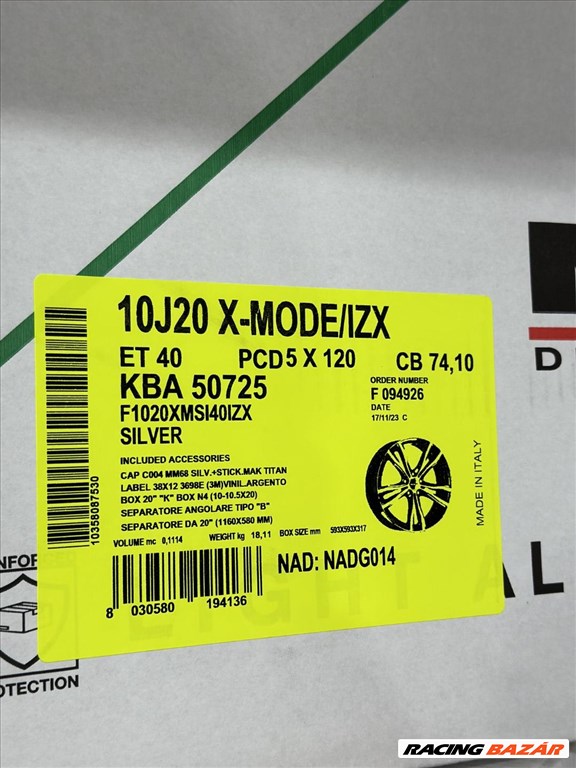 10J20 X-MODE/IZX
ET 40 PCD 5 X 120 CB 74,10
KBA 50725
ORDER NUMBER
F1020XMSI40IZX
F 094926
DATE
SILVER
17/11/23 C
INCLUDED ACCESSORIES
CAP C004 MM68 SILV.+STICK.MAK TITAN
LABEL 38X12 3698E (3M)VINIL.ARGENTO
BOX 20" "K" BOX N4 (10-10.5X20)
SEPARATORE ANGOLARE TIPO "B"
SEPARATORE DA 20" (1160X580 MM)
VOLUME mc 0,1114 WEIGHT kg 18,11 BOX SIZE mm 593X593X317
NAD: NADG014
8 030580 194136
10358087530
MADE IN ITALY
D
LIGHT AL
INFOR
OTECTION
RACING BAZÁR